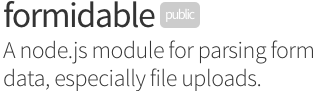 formidable public
A node.js module for parsing form
data, especially file uploads.